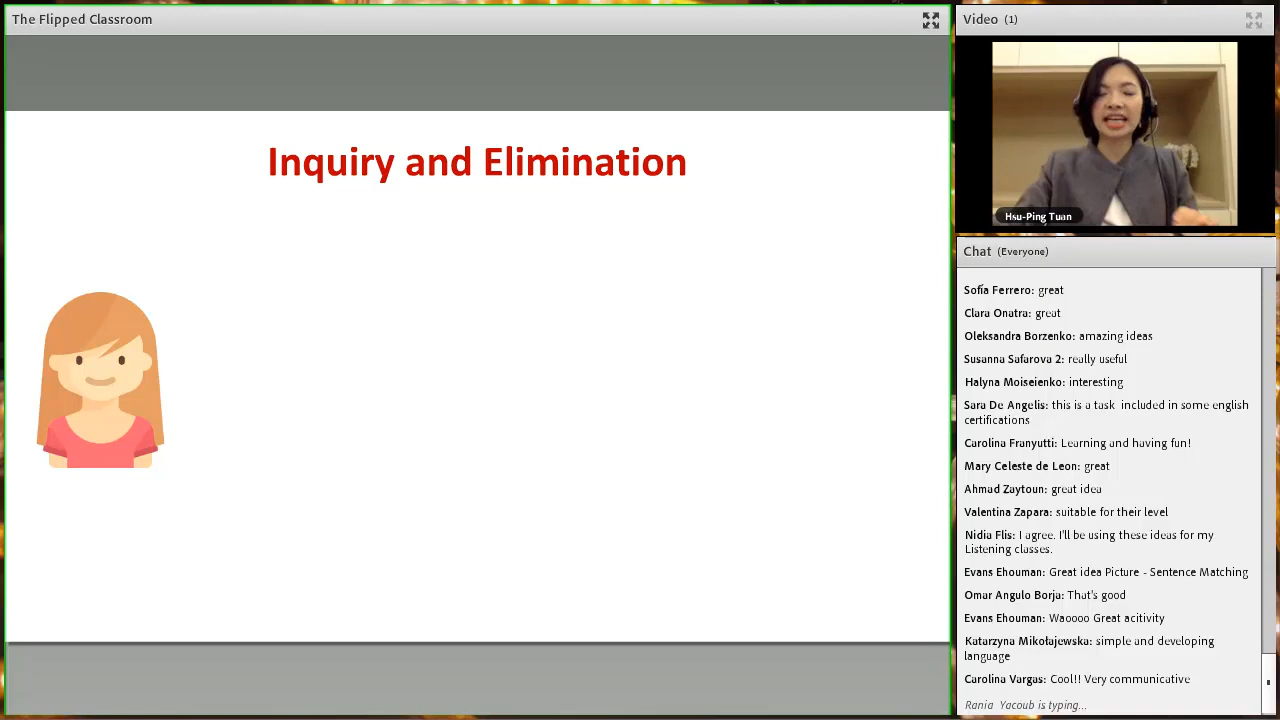 The Flipped Classroom
Inquiry and Elimination
Video (1)
Hsu-Ping Tuan
Chat (Everyone)
Sofía Ferrero: great
Clara Onatra: great
Oleksandra Borzenko: amazing ideas
Susanna Safarova 2: really useful
Halyna Moiseienko: interesting
Sara De Angelis: this is a task included in some english
certifications
Carolina Franyutti: Learning and having fun!
Mary Celeste de Leon: great
Ahmad Zaytoun: great idea
Valentina Zapara: suitable for their level
Nidia Flis: I agree. I'll be using these ideas for my
Listening classes.
Evans Ehouman: Great idea Picture - Sentence Matching
Omar Angulo Borja: That's good
Evans Ehouman: Waoooo Great acitivity
Katarzyna Mikołajewska: simple and developing
language
Carolina Vargas: Cool!! Very communicative
Rania Yacoub is typing...